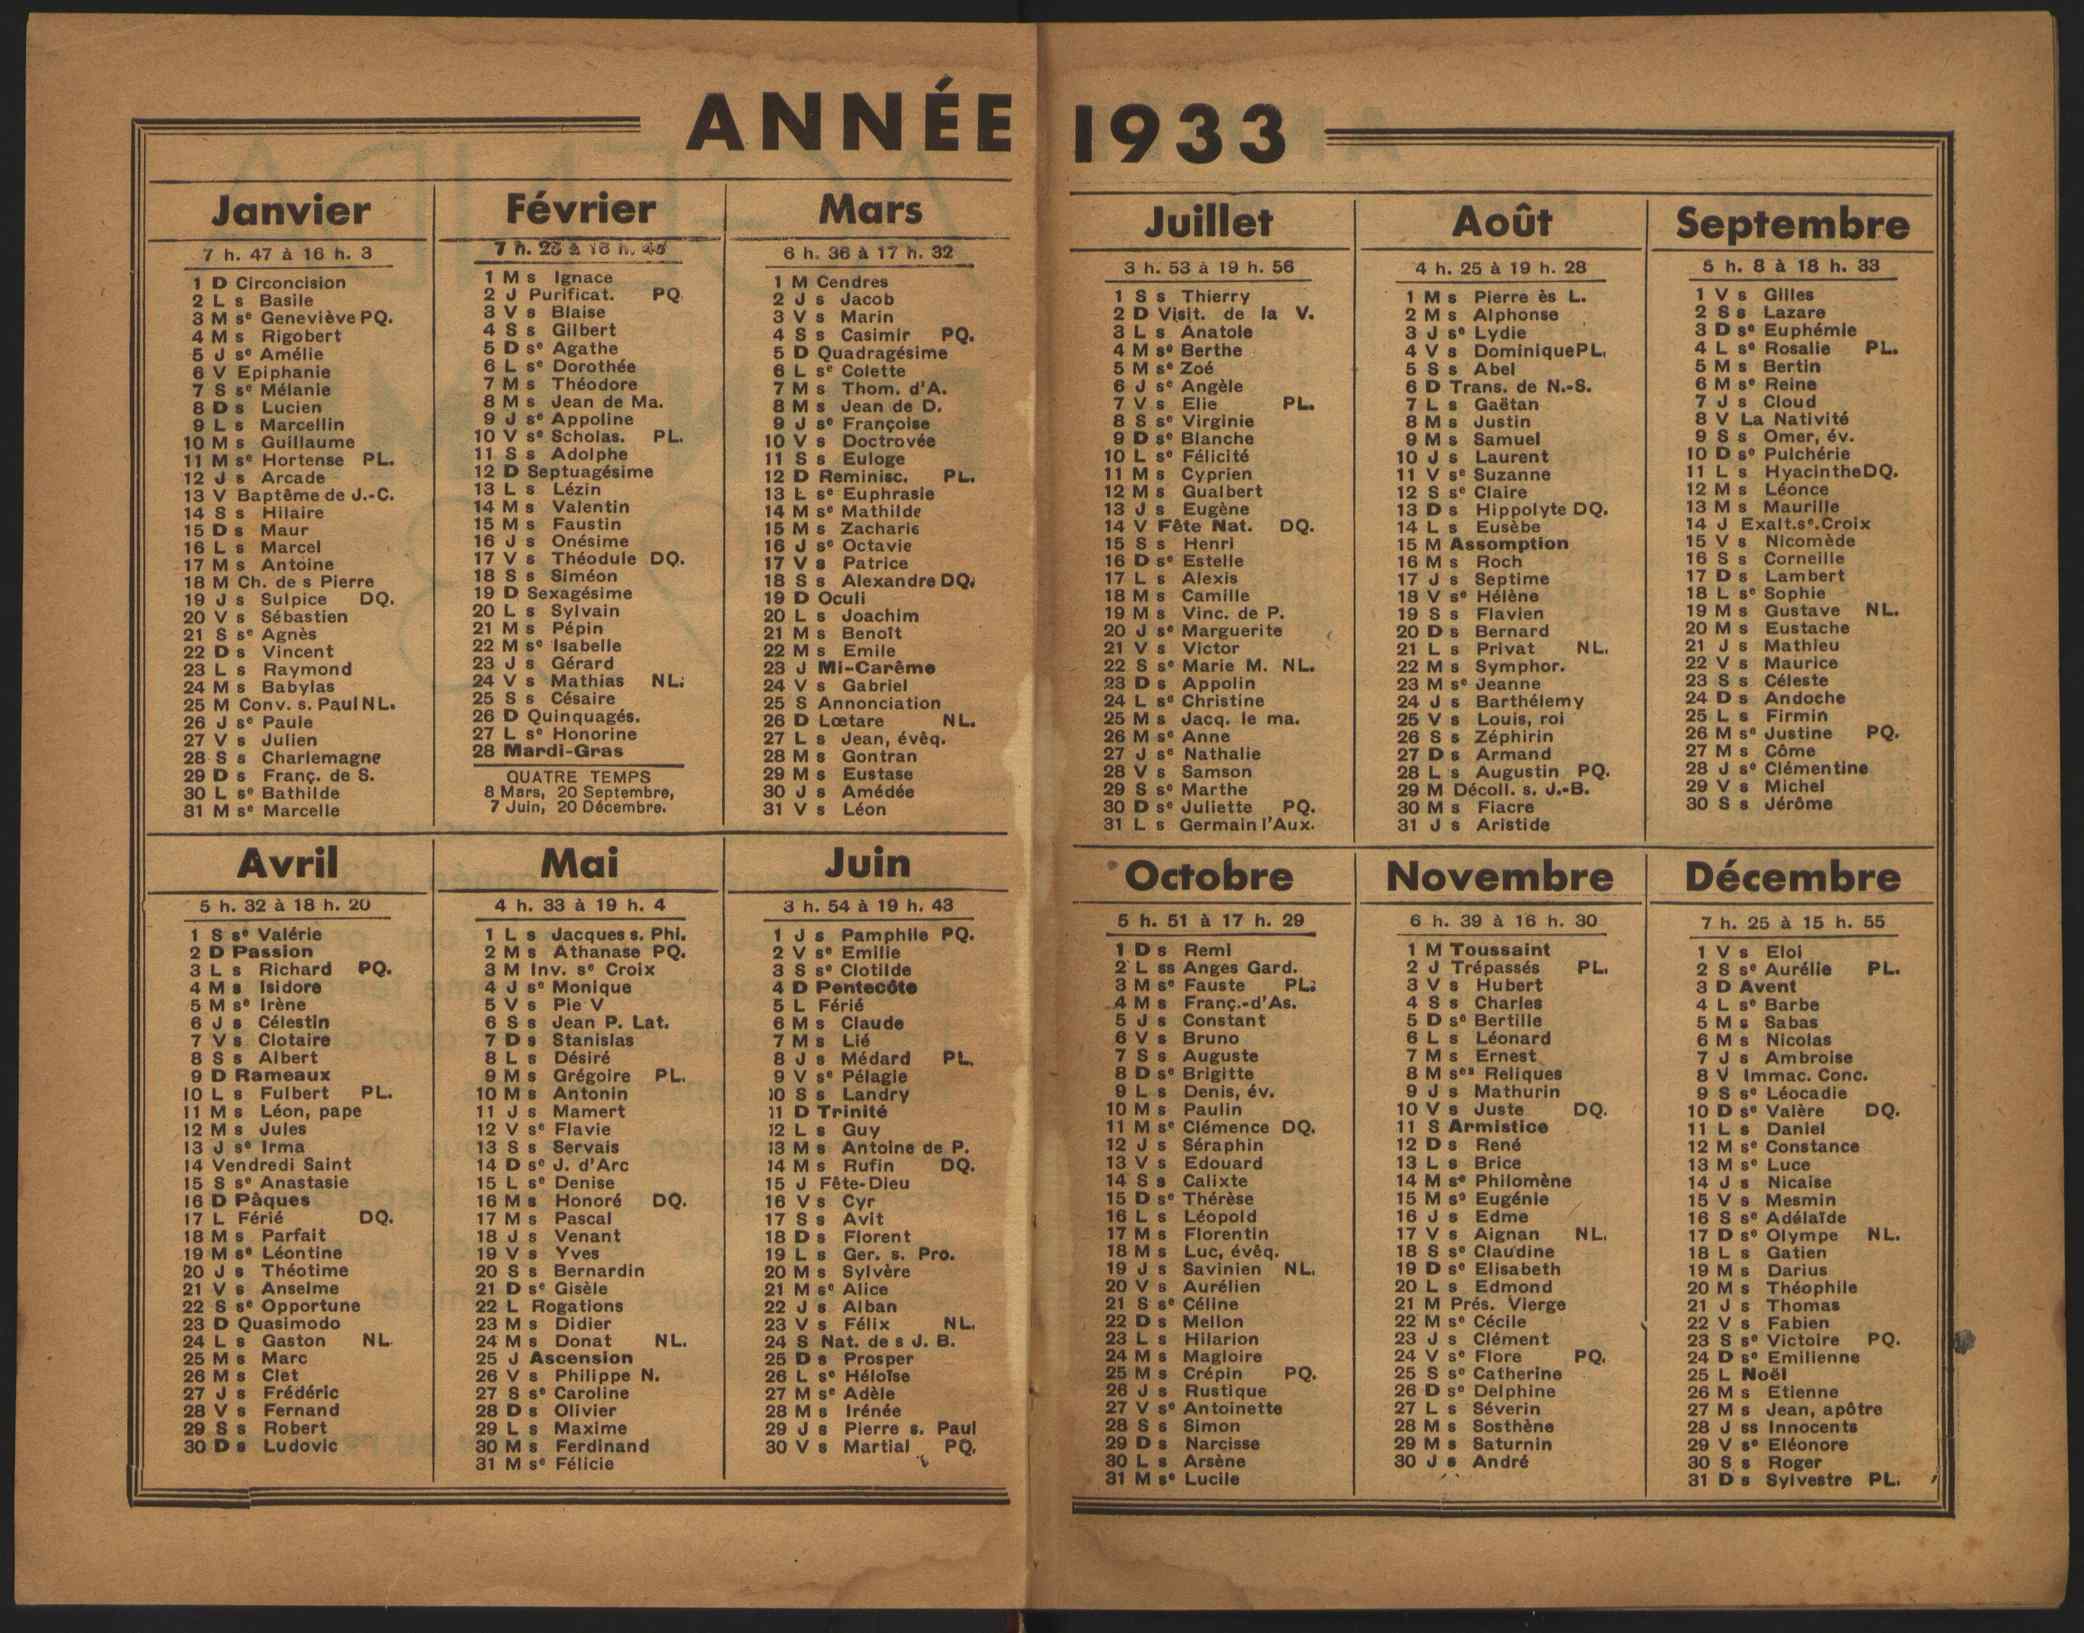 ANNÉE 1933
Janvier
7 h. 47 à 16 h. 3
1 D Circoncision
2 L s Basile
3 M se Geneviève PQ.
4 M s Rigobert
5 J se Amélie
6 V Epiphanie
7 S se Mélanie
8 D s Lucien
9 L s Marcellin
10 M s Guillaume
11 M se Hortense PL.
12 J s Arcade
13 V Baptême de J.-C.
14 S s Hilaire
15 D s Maur
16 L s Marcel
17 M s Antoine
18 M Ch. de s Pierre
19 J s Sulpice DQ.
20 V s Sébastien
21 S se Agnès
22 D s Vincent
23 L s Raymond
24 M s Babylas
25 M Conv. s. Paul NL.
26 J se Paule
27 V s Julien
28 S s Charlemagne
29 D s Franç. de S.
30 L se Bathilde
31 M se Marcelle
Février
7 h. à 16 h.
1 M s Ignace
2 J Purificat. PQ.
3 V s Blaise
4 S s Gilbert
5 D se Agathe
6 L se Dorothée
7 M s Théodore
8 M s Jean de Ma.
9 J se Appoline
10 V se Scholas. PL.
11 S s Adolphe
12 D Septuagésime
13 L s Lézin
14 M s Valentin
15 M s Faustin
16 J s Onésime
17 V s Théodule DQ.
18 S s Siméon
19 D Sexagésime
20 L s Sylvain
21 M s Pépin
22 M se Isabelle
23 J s Gérard
24 V s Mathias NL.
25 S s Césaire
26 D Quinquagés.
27 L se Honorine
28 Mardi-Gras
QUATRE TEMPS
8 Mars, 20 Septembre,
7 Juin, 20 Décembre.
Mars
6 h. 36 à 17 h. 32
1 M Cendres
2 J s Jacob
3 V s Marin
4 S s Casimir PQ.
5 D Quadragésime
6 L se Colette
7 M s Thom. d'A.
8 M s Jean de D.
9 J se Françoise
10 V s Doctrovée
11 S s Euloge
12 D Reminisc. PL.
13 L se Euphrasie
14 M se Mathilde
15 M s Zacharie
16 J se Octavie
17 V s Patrice
18 S s Alexandre DQ.
19 D Oculi
20 L s Joachim
21 M s Benoît
22 M s Emile
23 J Mi-Carême
24 V s Gabriel
25 S Annonciation
26 D Lœtare NL.
27 L s Jean, évêq.
28 M s Gontran
29 M s Eustase
30 J s Amédée
31 V s Léon
Avril
5 h. 32 à 18 h. 20
1 S se Valérie
2 D Passion
3 L s Richard PQ.
4 M s Isidore
5 M se Irène
6 J s Célestin
7 V s Clotaire
8 S s Albert
9 D Rameaux
10 L s Fulbert PL.
11 M s Léon, pape
12 M s Jules
13 J se Irma
14 Vendredi Saint
15 S se Anastasie
16 D Pâques
17 L Férié DQ.
18 M s Parfait
19 M se Léontine
20 J s Théotime
21 V s Anselme
22 S se Opportune
23 D Quasimodo
24 L s Gaston NL
25 M s Marc
26 M s Clet
27 J s Frédéric
28 V s Fernand
29 S s Robert
30 D s Ludovic
Mai
4 h. 33 à 19 h. 4
1 L s Jacques s. Phi.
2 M s Athanase PQ.
3 M Inv. se Croix
4 J se Monique
5 V s Pie V
6 S s Jean P. Lat.
7 D s Stanislas
8 L s Désiré
9 M s Grégoire PL.
10 M s Antonin
11 J s Mamert
12 V se Flavie
13 S s Servais
14 D se J. d'Arc
15 L se Denise
16 M s Honoré DQ.
17 M s Pascal
18 J s Venant
19 V s Yves
20 S s Bernardin
21 D se Gisèle
22 L Rogations
23 M s Didier
24 M s Donat NL.
25 J Ascension
26 V s Philippe N.
27 S se Caroline
28 D s Olivier
29 L s Maxime
30 M s Ferdinand
31 M se Félicie
Juin
3 h. 54 à 19 h. 43
1 J s Pamphile PQ.
2 V se Emilie
3 S se Clotilde
4 D Pentecôte
5 L Férié
6 M s Claude
7 M s Lié
8 J s Médard PL.
9 V se Pélagie
10 S s Landry
11 D Trinité
12 L s Guy
13 M s Antoine de P.
14 M s Rufin DQ.
15 J Fête-Dieu
16 V s Cyr
17 S s Avit
18 D s Florent
19 L s Ger. s. Pro.
20 M s Sylvère
21 M se Alice
22 J s Alban
23 V s Félix NL.
24 S Nat. de s J. B.
25 D s Prosper
26 L se Héloïse
27 M se Adèle
28 M s Irénée
29 J s Pierre s. Paul
30 V s Martial PQ.
Juillet
3 h. 53 à 19 h. 56
1 S s Thierry
2 D Visit. de la V.
3 L s Anatole
4 M se Berthe
5 M se Zoé
6 J se Angèle
7 V s Elie PL.
8 S se Virginie
9 D se Blanche
10 L se Félicité
11 M s Cyprien
12 M s Gualbert
13 J s Eugène
14 V Fête Nat. DQ.
15 S s Henri
16 D se Estelle
17 L s Alexis
18 M s Camille
19 M s Vinc. de P.
20 J se Marguerite
21 V s Victor
22 S se Marie M. NL.
23 D s Appolin
24 L se Christine
25 M s Jacq. le ma.
26 M se Anne
27 J se Nathalie
28 V s Samson
29 S se Marthe
30 D se Juliette PQ.
31 L s Germain l'Aux.
Août
4 h. 25 à 19 h. 28
1 M s Pierre ès L.
2 M s Alphonse
3 J se Lydie
4 V s Dominique PL.
5 S s Abel
6 D Trans. de N.-S.
7 L s Gaëtan
8 M s Justin
9 M s Samuel
10 J s Laurent
11 V se Suzanne
12 S se Claire
13 D s Hippolyte DQ.
14 L s Eusèbe
15 M Assomption
16 M s Roch
17 J s Septime
18 V se Hélène
19 S s Flavien
20 D s Bernard
21 L s Privat NL.
22 M s Symphor.
23 M se Jeanne
24 J s Barthélemy
25 V s Louis, roi
26 S s Zéphirin
27 D s Armand
28 L s Augustin PQ.
29 M Décoll. s. J.-B.
30 M s Fiacre
31 J s Aristide
Septembre
5 h. 8 à 18 h. 33
1 V s Gilles
2 S s Lazare
3 D se Euphémie
4 L se Rosalie PL.
5 M s Bertin
6 M se Reine
7 J s Cloud
8 V La Nativité
9 S s Omer, év.
10 D se Pulchérie
11 L s Hyacinthe DQ.
12 M s Léonce
13 M s Maurille
14 J Exalt.se.Croix
15 V s Nicomède
16 S s Corneille
17 D s Lambert
18 L se Sophie
19 M s Gustave NL.
20 M s Eustache
21 J s Mathieu
22 V s Maurice
23 S s Céleste
24 D s Andoche
25 L s Firmin
26 M se Justine PQ.
27 M s Côme
28 J se Clémentine
29 V s Michel
30 S s Jérôme
Octobre
5 h. 51 à 17 h. 29
1 D s Remi
2 L ss Anges Gard.
3 M se Fauste PL.
4 M s Franç.-d'As.
5 J s Constant
6 V s Bruno
7 S s Auguste
8 D se Brigitte
9 L s Denis, év.
10 M s Paulin
11 M se Clémence DQ.
12 J s Séraphin
13 V s Edouard
14 S s Calixte
15 D se Thérèse
16 L s Léopold
17 M s Florentin
18 M s Luc, évêq.
19 J s Savinien NL.
20 V s Aurélien
21 S se Céline
22 D s Mellon
23 L s Hilarion
24 M s Magloire
25 M s Crépin PQ.
26 J s Rustique
27 V se Antoinette
28 S s Simon
29 D s Narcisse
30 L s Arsène
31 M se Lucile
Novembre
6 h. 39 à 16 h. 30
1 M Toussaint
2 J Trépassés PL.
3 V s Hubert
4 S s Charles
5 D se Bertille
6 L s Léonard
7 M s Ernest
8 M ses Reliques
9 J s Mathurin
10 V s Juste DQ.
11 S Armistice
12 D s René
13 L s Brice
14 M se Philomène
15 M se Eugénie
16 J s Edme
17 V s Aignan NL.
18 S se Claudine
19 D se Elisabeth
20 L s Edmond
21 M Prés. Vierge
22 M se Cécile
23 J s Clément
24 V se Flore PQ.
25 S se Catherine
26 D se Delphine
27 L s Séverin
28 M s Sosthène
29 M s Saturnin
30 J s André
Décembre
7 h. 25 à 15 h. 55
1 V s Eloi
2 S se Aurélie PL.
3 D Avent
4 L se Barbe
5 M s Sabas
6 M s Nicolas
7 J s Ambroise
8 V Immac. Conc.
9 S se Léocadie
10 D se Valère DQ.
11 L s Daniel
12 M se Constance
13 M se Luce
14 J s Nicaise
15 V s Mesmin
16 S se Adélaïde
17 D se Olympe NL.
18 L s Gatien
19 M s Darius
20 M s Théophile
21 J s Thomas
22 V s Fabien
23 S se Victoire PQ.
24 D se Emilienne
25 L Noël
26 M s Etienne
27 M s Jean, apôtre
28 J ss Innocents
29 V se Eléonore
30 S s Roger
31 D s Sylvestre PL.